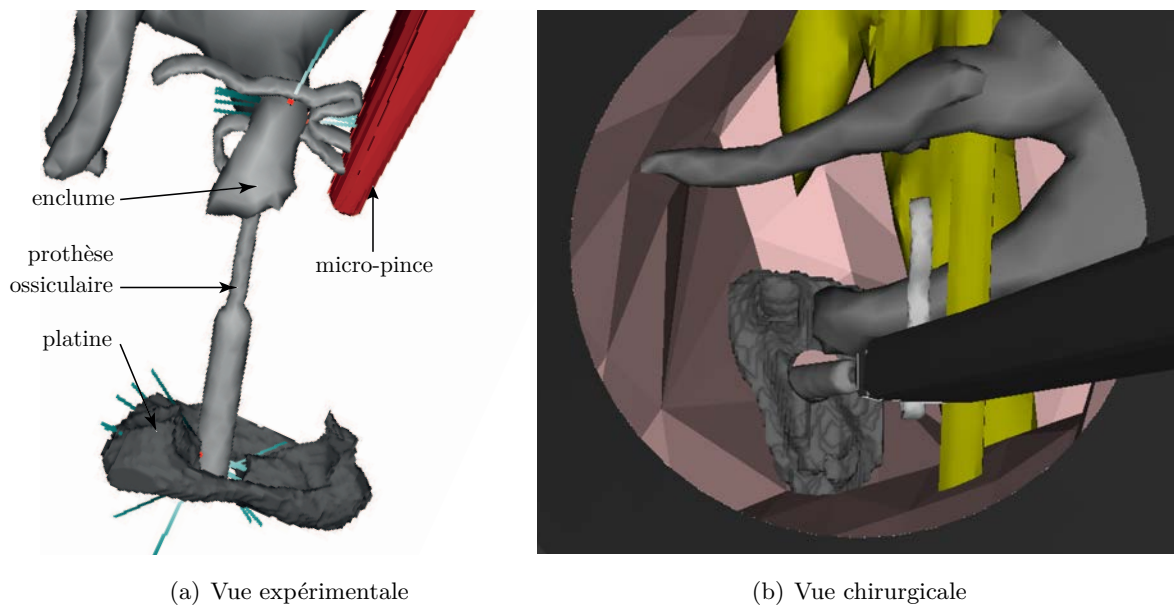 enclume
prothèse
ossiculaire
micro-pince
platine
(a) Vue expérimentale
(b) Vue chirurgicale